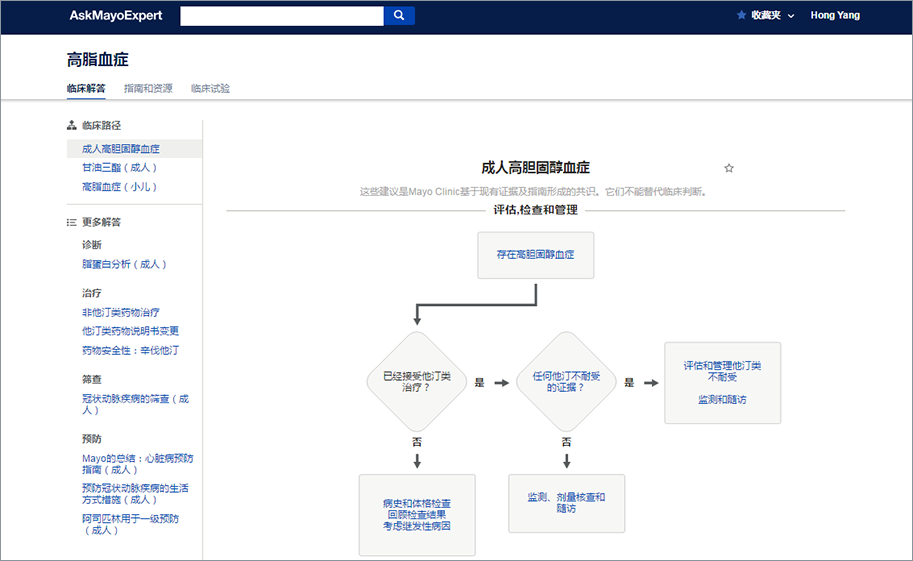 AskMayoExpert
收藏夹
Hong Yang
高脂血症
临床解答 指南和资源 临床试验
临床路径
成人高胆固醇血症
甘油三酯（成人）
高脂血症（小儿）
更多解答
诊断
脂蛋白分析（成人）
治疗
非他汀类药物治疗
他汀类药物说明书变更
药物安全性：辛伐他汀
筛查
冠状动脉疾病的筛查（成
人）
预防
Mayo的总结：心脏病预防
指南（成人）
预防冠状动脉疾病的生活
方式措施（成人）
阿司匹林用于一级预防
（成人）
成人高胆固醇血症
这些建议是Mayo Clinic基于现有证据及指南形成的共识。它们不能替代临床判断。
评估,检查和管理
存在高胆固醇血症
已经接受他汀类
治疗？
是
任何他汀不耐受
的证据？
是
评估和管理他汀类
不耐受
监测和随访
否
否
病史和体格检查
回顾检查结果
考虑继发性病因
监测、剂量核查和
随访